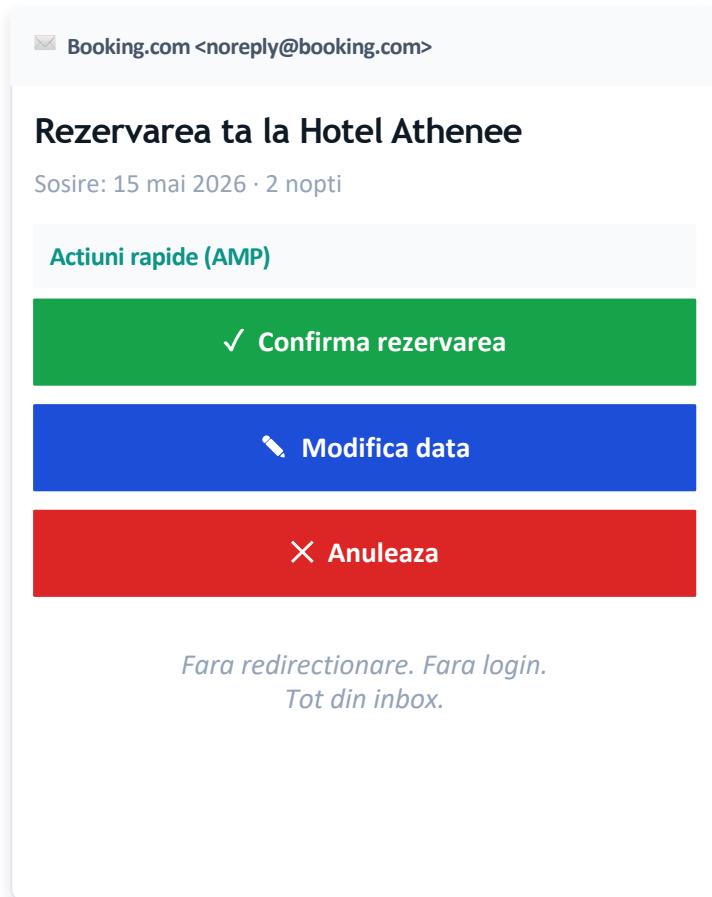 Booking.com <noreply@booking.com>
Rezervarea ta la Hotel Athenee
Sosire: 15 mai 2026 · 2 nopti
Actiuni rapide (AMP)
✓ Confirma rezervarea
✎ Modifica data
✕ Anuleaza
Fara redirectionare. Fara login.
Tot din inbox.